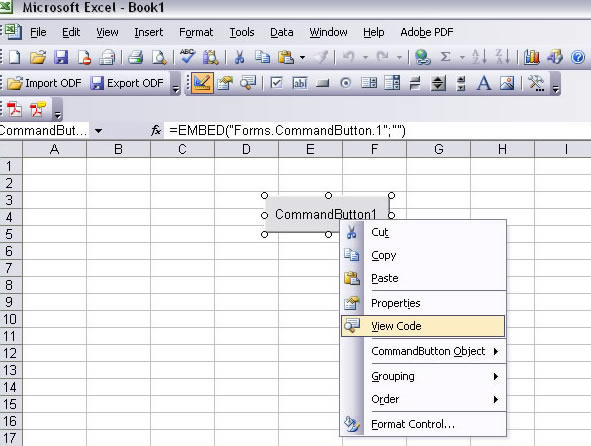 Microsoft Excel - Book1
File Edit View Insert Format Tools Data Window Help Adobe PDF
Import ODF Export ODF
CommandBut... fx =EMBED("Forms.CommandButton.1";"")
A B C D E F G H I
1
2
3
4
5
6
7
8
9
10
11
12
13
14
15
16
17
CommandButton1
Cut
Copy
Paste
Properties
View Code
CommandButton Object
Grouping
Order
Format Control...